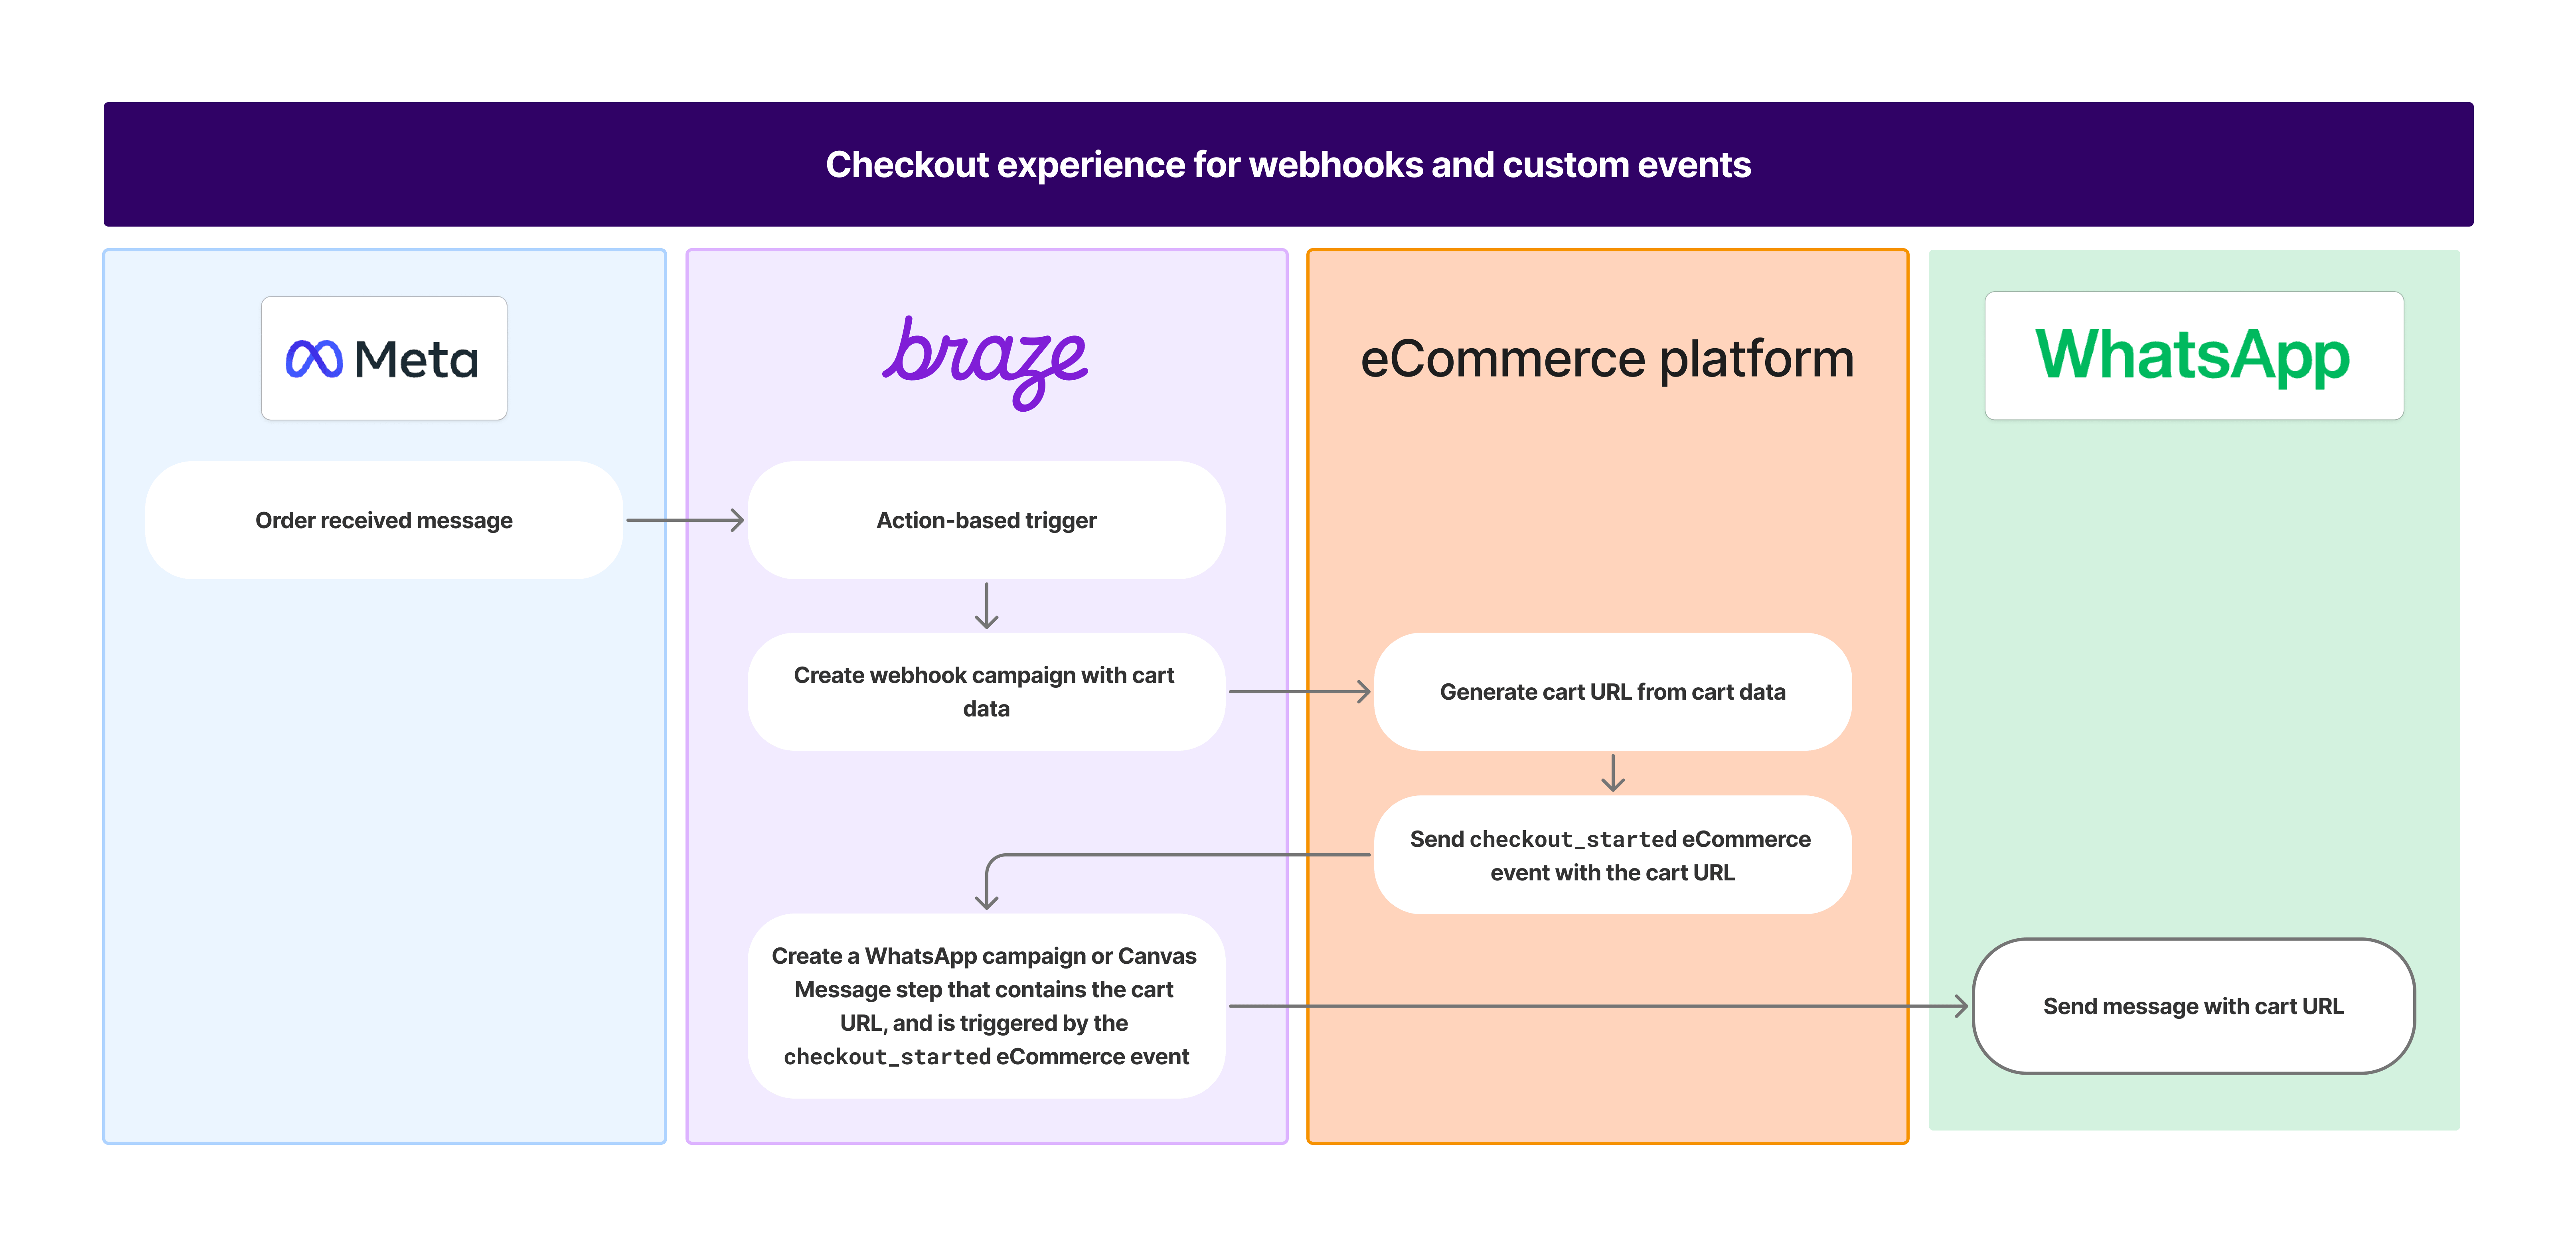 Checkout experience for webhooks and custom events
Meta
braze
eCommerce platform
WhatsApp
Order received message
Action-based trigger
Create webhook campaign with cart
data
Generate cart URL from cart data
Send checkout_started eCommerce
event with the cart URL
Create a WhatsApp campaign or Canvas
Message step that contains the cart
URL, and is triggered by the
checkout_started eCommerce event
Send message with cart URL